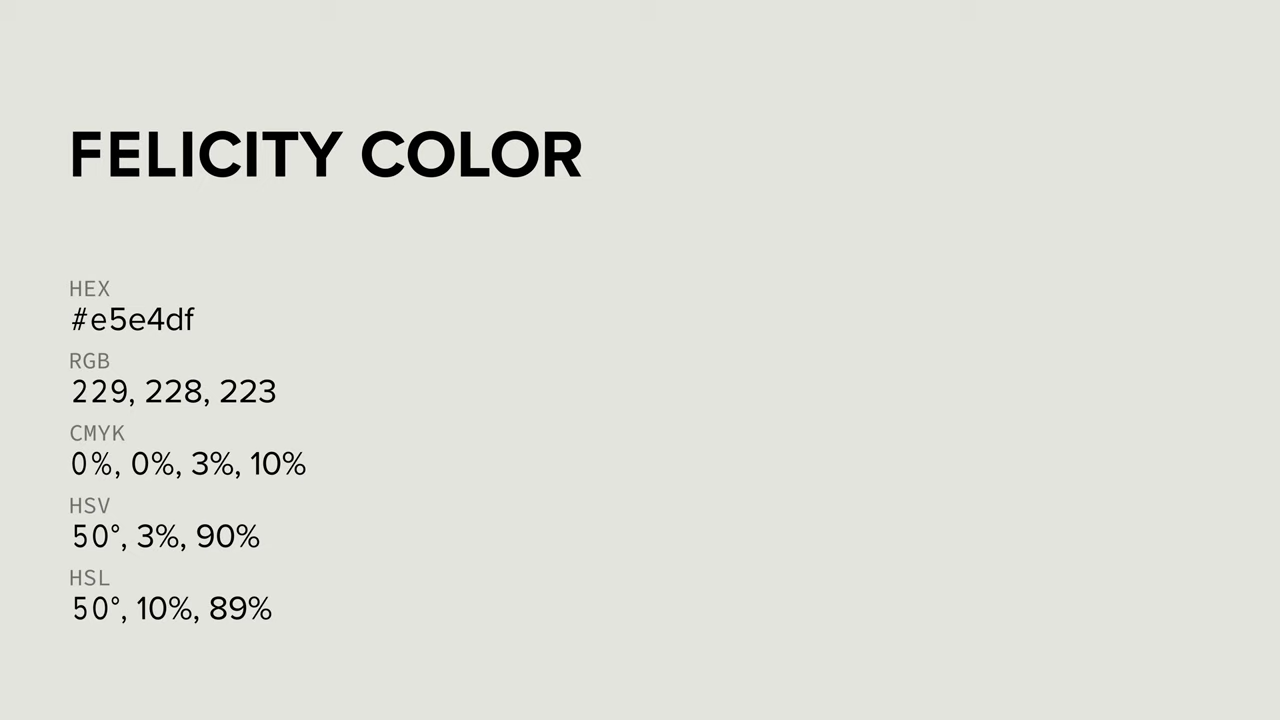 FELICITY COLOR
HEX
#e5e4df
RGB
229, 228, 223
CMYK
0%, 0%, 3%, 10%
HSV
50°, 3%, 90%
HSL
50°, 10%, 89%